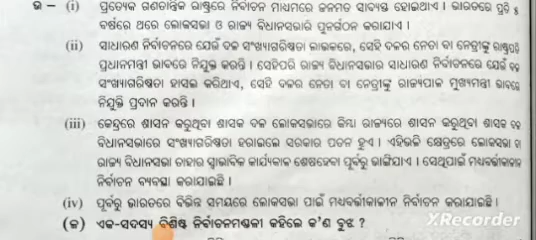 ଉ – (i) ପ୍ରତ୍ୟେକ ଗଣତାନ୍ତ୍ରିକ ରାଷ୍ଟ୍ରରେ ନିର୍ବାଚନ ମାଧ୍ୟମରେ ଜନମତ ସାବ୍ୟସ୍ତ ହୋଇଥାଏ । ଭାରତରେ ପ୍ରତି ୫
ବର୍ଷରେ ଥରେ ଲୋକସଭା ଓ ରାଜ୍ୟ ବିଧାନସଭାରି ପୁନର୍ଗଠନ କରାଯାଏ ।
(ii) ସାଧାରଣ ନିର୍ବାଚନରେ ଯେଉଁ ଦଳ ସଂଖ୍ୟାଗରିଷ୍ଠତା ଲାଭକରେ, ସେହି ଦଳର ନେତା ବା ନେତ୍ରୀଙ୍କୁ ରାଷ୍ଟ୍ରପତି
ପ୍ରଧାନମନ୍ତ୍ରୀ ଭାବରେ ନିଯୁକ୍ତ କରନ୍ତି । ସେହିପରି ରାଜ୍ୟ ବିଧାନସଭାର ସାଧାରଣ ନିର୍ବାଚନରେ ଯେଉଁ ଦଳ
ସଂଖ୍ୟାଗରିଷ୍ଠତା ହାସଲ କରିଥାଏ, ସେହି ଦଳର ନେତା ବା ନେତ୍ରୀଙ୍କୁ ରାଜ୍ୟପାଳ ମୁଖ୍ୟମନ୍ତ୍ରୀ ଭାବରେ
ନିଯୁକ୍ତି ପ୍ରଦାନ କରନ୍ତି ।
(iii) କେନ୍ଦ୍ରରେ ଶାସନ କରୁଥିବା ଶାସକ ଦଳ ଲୋକସଭାରେ କିମ୍ବା ରାଜ୍ୟରେ ଶାସନ କରୁଥିବା ଶାସକ ଦଳ
ବିଧାନସଭାରେ ସଂଖ୍ୟାଗରିଷ୍ଠତା ହରାଇଲେ ସରକାର ପତନ ହୁଏ । ଏହିଭଳି କ୍ଷେତ୍ରରେ ଲୋକସଭା ବା
ରାଜ୍ୟ ବିଧାନସଭା ତାହାର ସ୍ୱାଭାବିକ କାର୍ଯ୍ୟକାଳ ଶେଷହେବା ପୂର୍ବରୁ ଭାଙ୍ଗିଯାଏ । ସେଥିପାଇଁ ମଧ୍ୟବର୍ତ୍ତୀକାଳୀନ
ନିର୍ବାଚନ ବ୍ୟବସ୍ଥା କରାଯାଇଛି ।
(iv) ପୂର୍ବରୁ ଭାରତରେ ବିଭିନ୍ନ ସମୟରେ ଲୋକସଭା ପାଇଁ ମଧ୍ୟବର୍ତ୍ତୀକାଳୀନ ନିର୍ବାଚନ କରାଯାଇଛି ।
(କ) ଏକ-ସଦସ୍ୟ ବିଶିଷ୍ଟ ନିର୍ବାଚନମଣ୍ଡଳୀ କହିଲେ କ'ଣ ବୁଝ ?
XRecorder